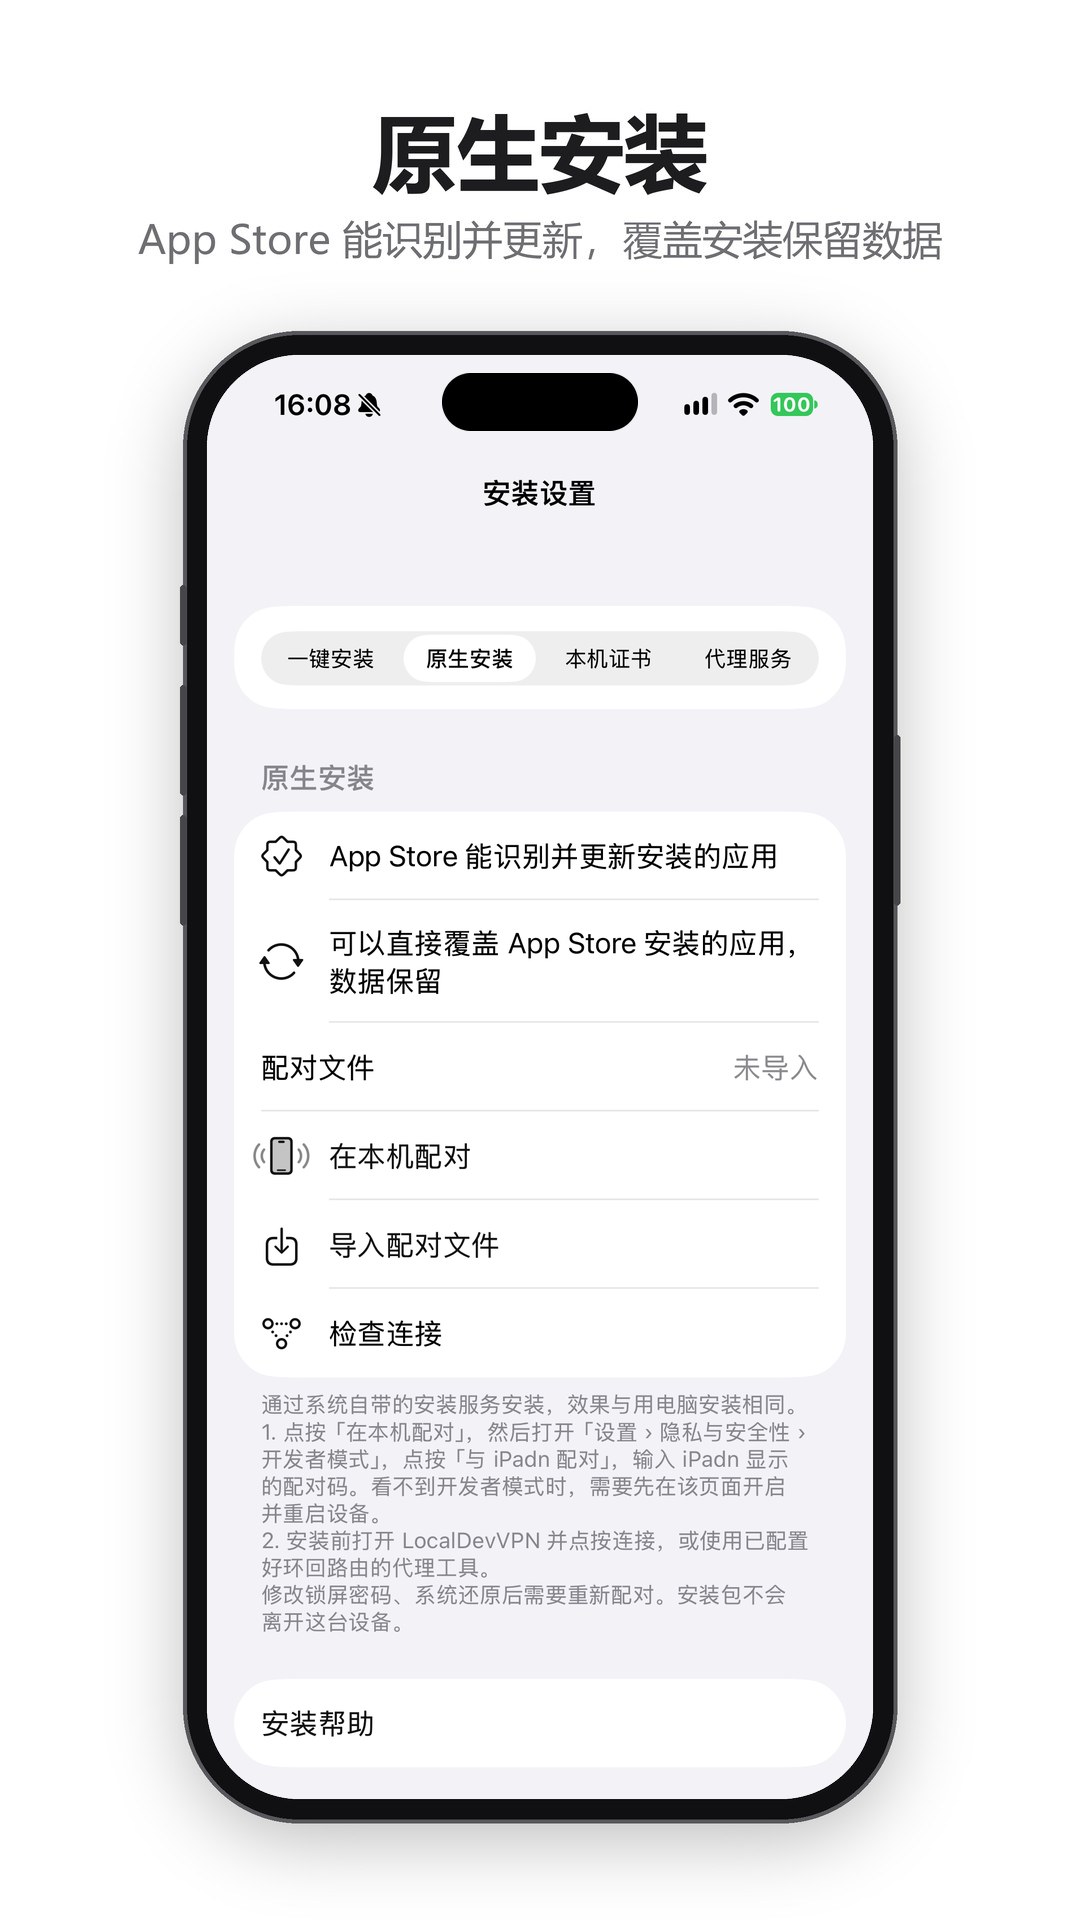 原生安装
App Store 能识别并更新，覆盖安装保留数据
16:08
100
安装设置
一键安装
原生安装
本机证书
代理服务
原生安装
App Store 能识别并更新安装的应用
可以直接覆盖 App Store 安装的应用，
数据保留
配对文件
未导入
在本机配对
导入配对文件
检查连接
通过系统自带的安装服务安装，效果与用电脑安装相同。
1. 点按「在本机配对」，然后打开「设置 › 隐私与安全性 ›
开发者模式」，点按「与 iPadn 配对」，输入 iPadn 显示
的配对码。看不到开发者模式时，需要先在该页面开启
并重启设备。
2. 安装前打开 LocalDevVPN 并点按连接，或使用已配置
好环回路由的代理工具。
修改锁屏密码、系统还原后需要重新配对。安装包不会
离开这台设备。
安装帮助